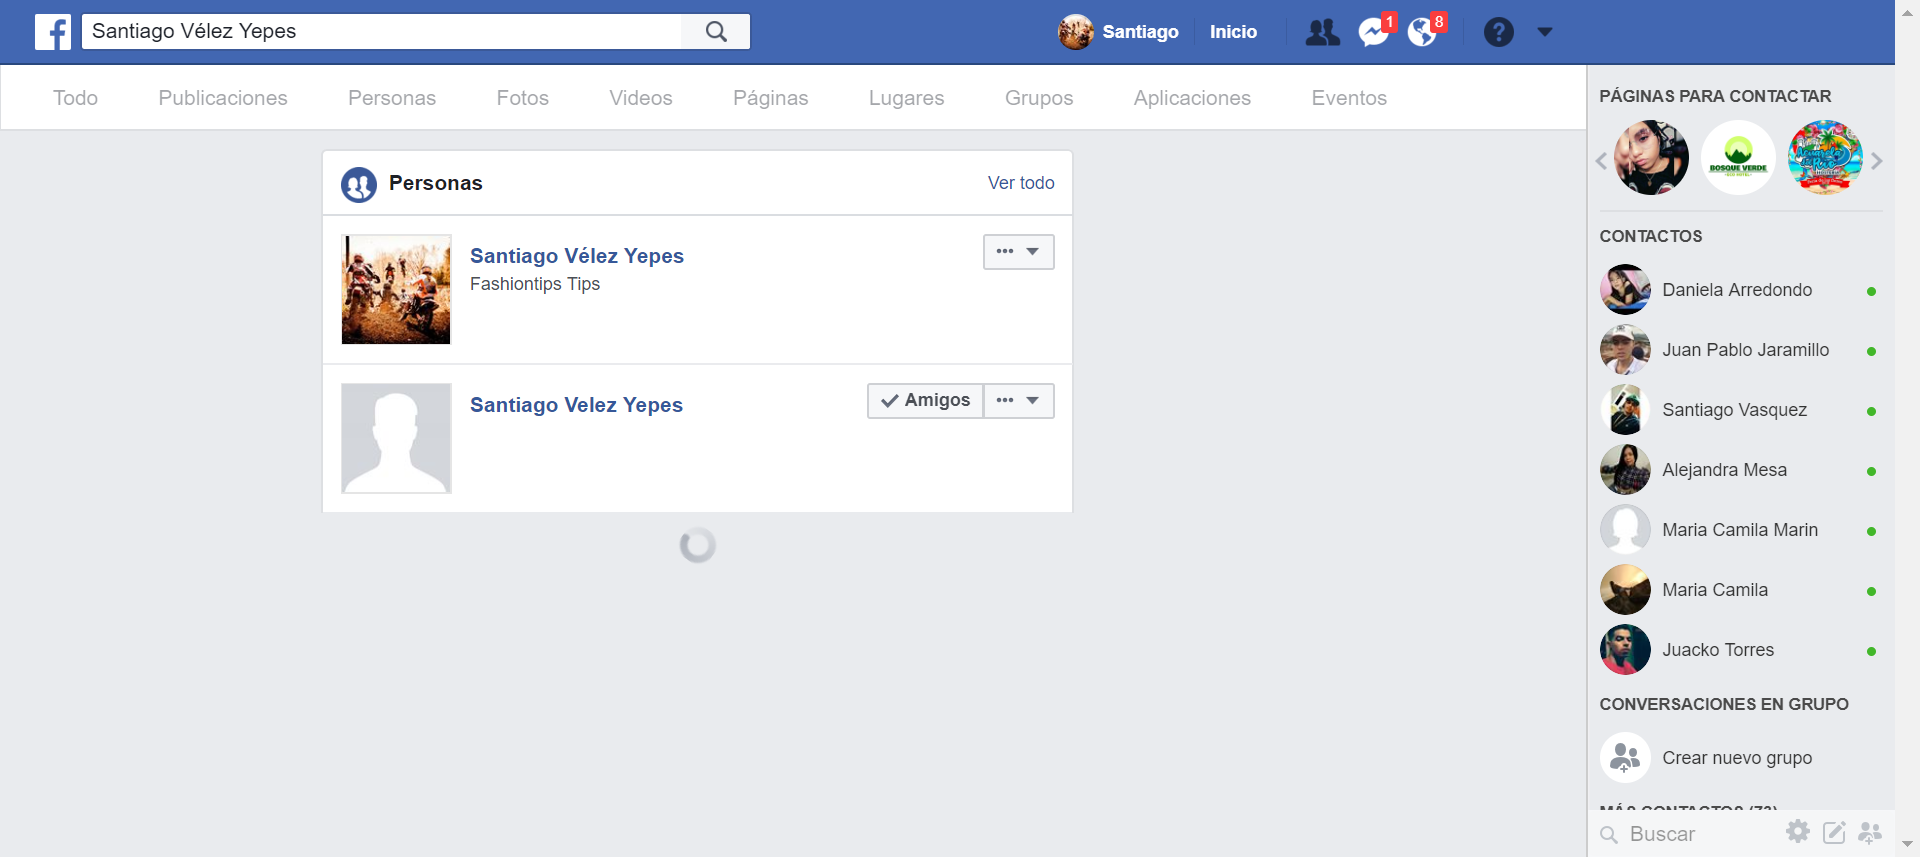 Santiago Vélez Yepes
Santiago
Inicio
1
8
Todo
Publicaciones
Personas
Fotos
Videos
Páginas
Lugares
Grupos
Aplicaciones
Eventos
Personas
Ver todo
Santiago Vélez Yepes
Fashiontips Tips
Santiago Velez Yepes
Amigos
PÁGINAS PARA CONTACTAR
BOSQUE VERDE
CONTACTOS
Daniela Arredondo
Juan Pablo Jaramillo
Santiago Vasquez
Alejandra Mesa
Maria Camila Marin
Maria Camila
Juacko Torres
CONVERSACIONES EN GRUPO
Crear nuevo grupo
MÁS CONTACTOS (73)
Buscar